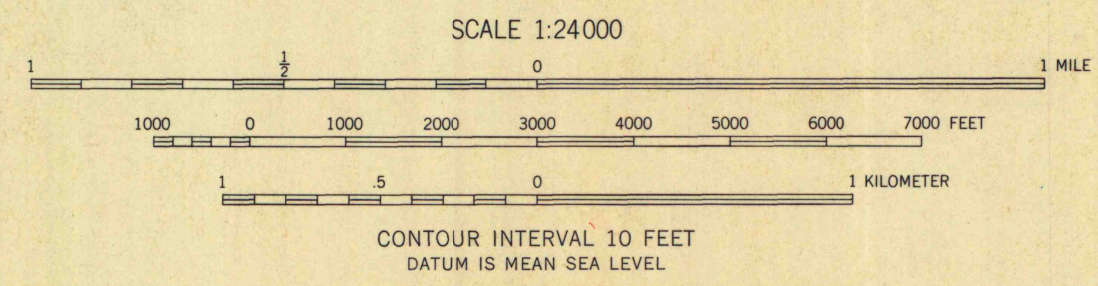 SCALE 1:24000
1 1/2 0 1 MILE
1000 0 1000 2000 3000 4000 5000 6000 7000 FEET
1 .5 0 1 KILOMETER
CONTOUR INTERVAL 10 FEET
DATUM IS MEAN SEA LEVEL